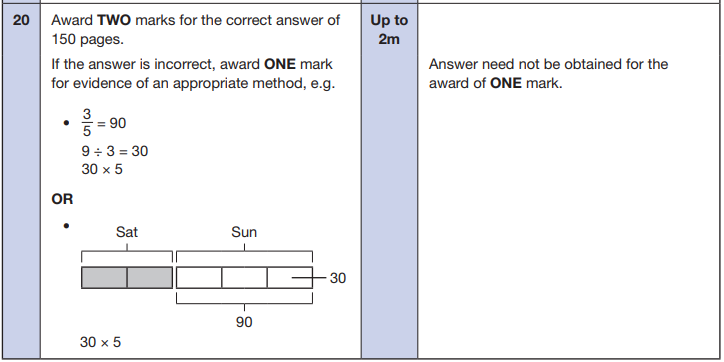 20
Award TWO marks for the correct answer of
150 pages.
Up to
2m
If the answer is incorrect, award ONE mark
for evidence of an appropriate method, e.g.
Answer need not be obtained for the
award of ONE mark.
• 3/5 = 90
9 ÷ 3 = 30
30 × 5
OR
•
Sat Sun
30
90
30 × 5